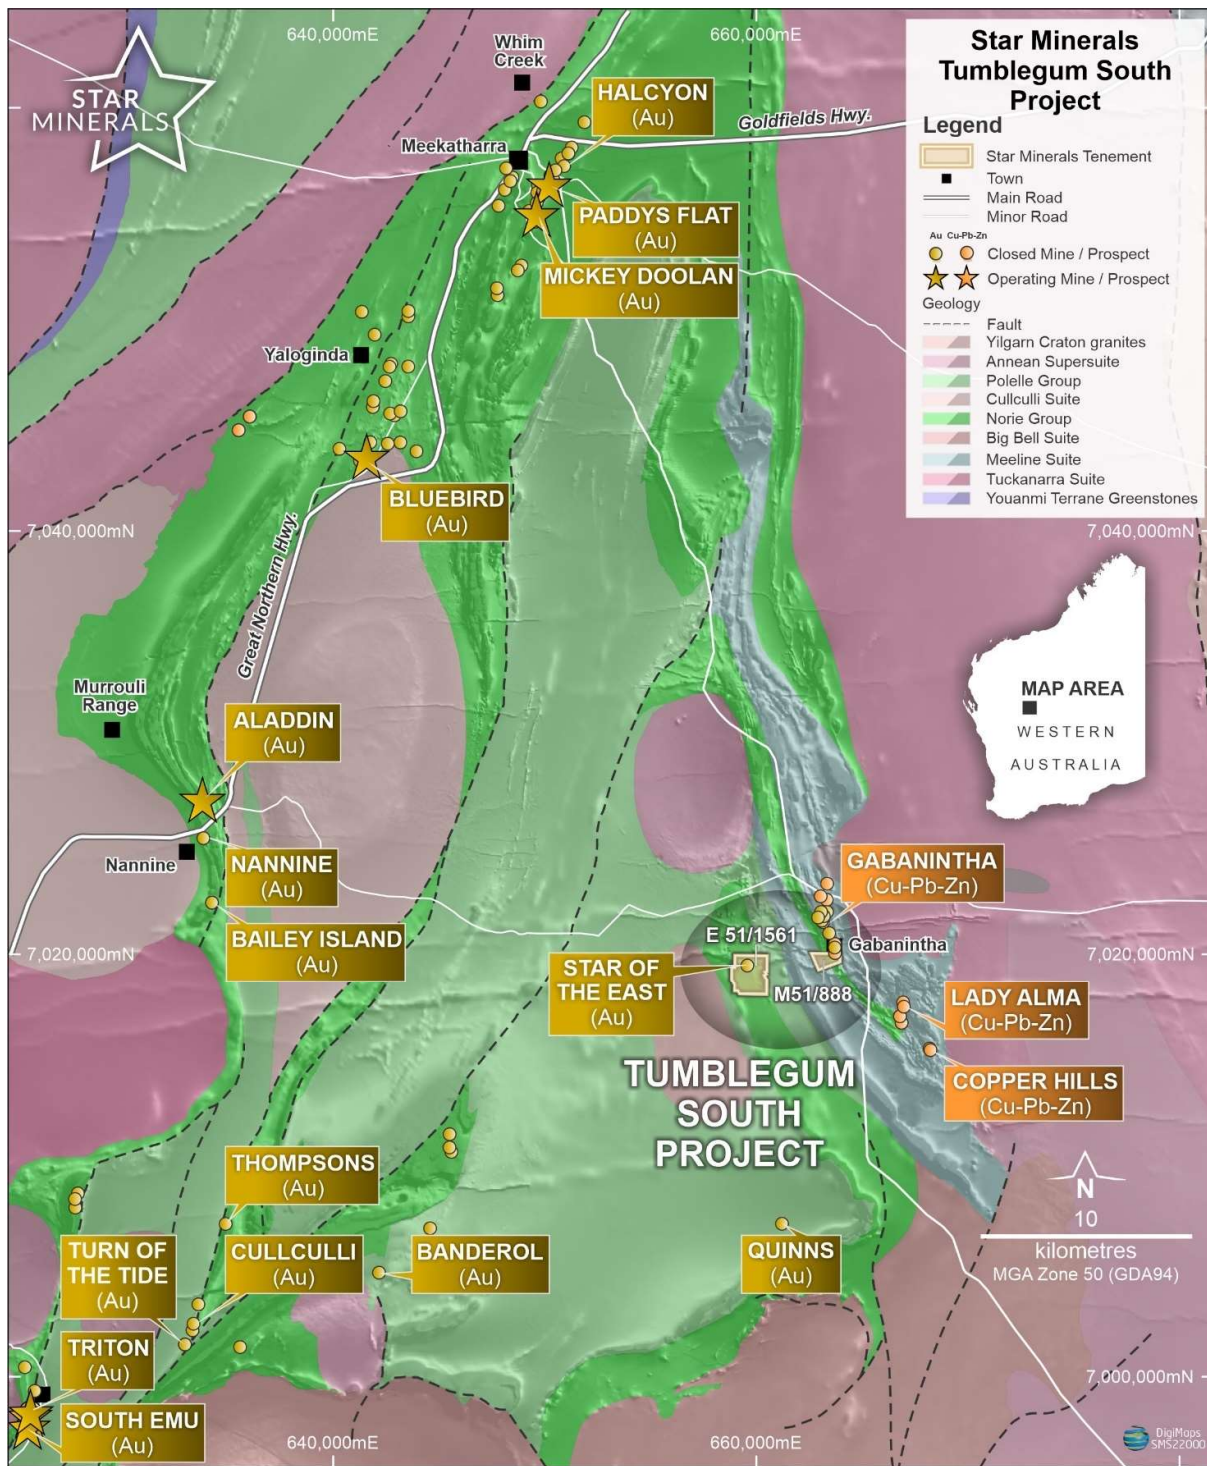 640,000mE
660,000mE
STAR
MINERALS
Whim
Creek
HALCYON
(Au)
Goldfields Hwy.
Meekatharra
PADDYS FLAT
(Au)
MICKEY DOOLAN
(Au)
Yaloginda
BLUEBIRD
(Au)
7,040,000mN
7,040,000mN
Great Northern Hwy.
Star Minerals
Tumblegum South
Project
Legend
Star Minerals Tenement
Town
Main Road
Minor Road
Au Cu-Pb-Zn
Closed Mine / Prospect
Operating Mine / Prospect
Geology
Fault
Yilgarn Craton granites
Annean Supersuite
Polelle Group
Cullculli Suite
Norie Group
Big Bell Suite
Meeline Suite
Tuckanarra Suite
Youanmi Terrane Greenstones
MAP AREA
WESTERN
AUSTRALIA
Murrouli
Range
ALADDIN
(Au)
Nannine
NANNINE
(Au)
BAILEY ISLAND
(Au)
7,020,000mN
7,020,000mN
GABANINTHA
(Cu-Pb-Zn)
E 51/1561
Gabanintha
STAR OF
THE EAST
(Au)
M51/888
LADY ALMA
(Cu-Pb-Zn)
COPPER HILLS
(Cu-Pb-Zn)
TUMBLEGUM
SOUTH
PROJECT
THOMPSONS
(Au)
TURN OF
THE TIDE
(Au)
CULLCULLI
(Au)
BANDEROL
(Au)
QUINNS
(Au)
N
10
kilometres
MGA Zone 50 (GDA94)
TRITON
(Au)
SOUTH EMU
(Au)
7,000,000mN
640,000mE
660,000mE
DigiMaps
SMS22000